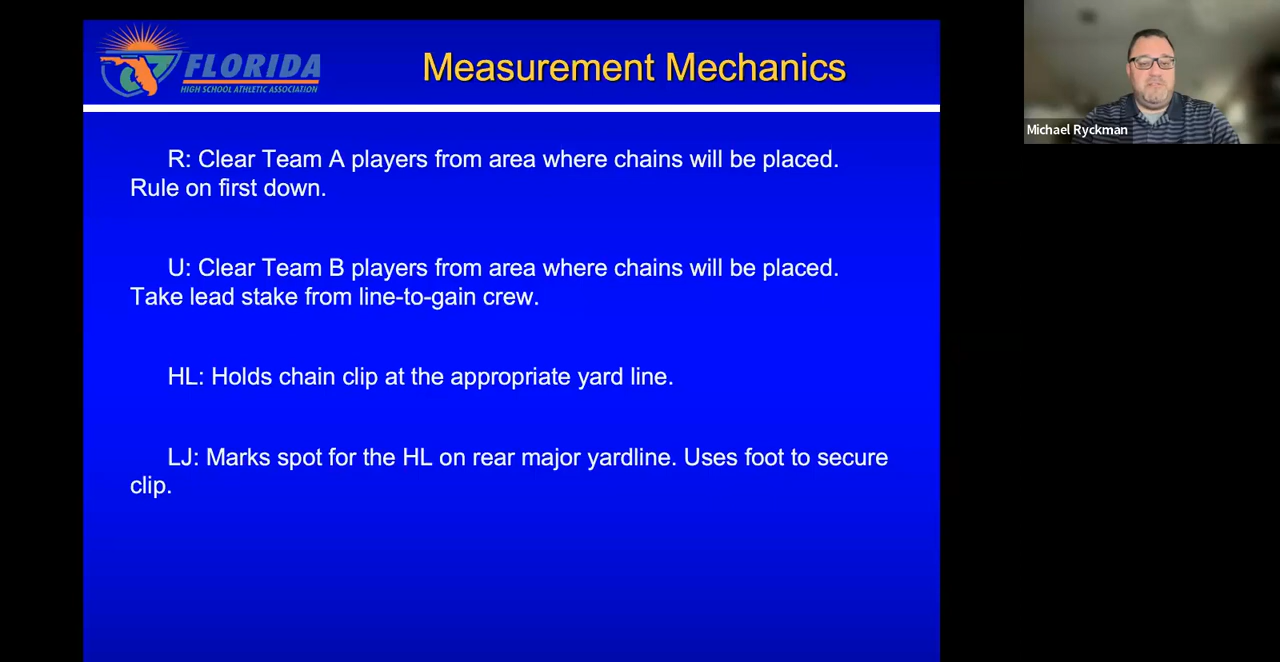 FLORIDA
HIGH SCHOOL ATHLETIC ASSOCIATION
Measurement Mechanics
R: Clear Team A players from area where chains will be placed.
Rule on first down.
U: Clear Team B players from area where chains will be placed.
Take lead stake from line-to-gain crew.
HL: Holds chain clip at the appropriate yard line.
LJ: Marks spot for the HL on rear major yardline. Uses foot to secure
clip.
Michael Ryckman